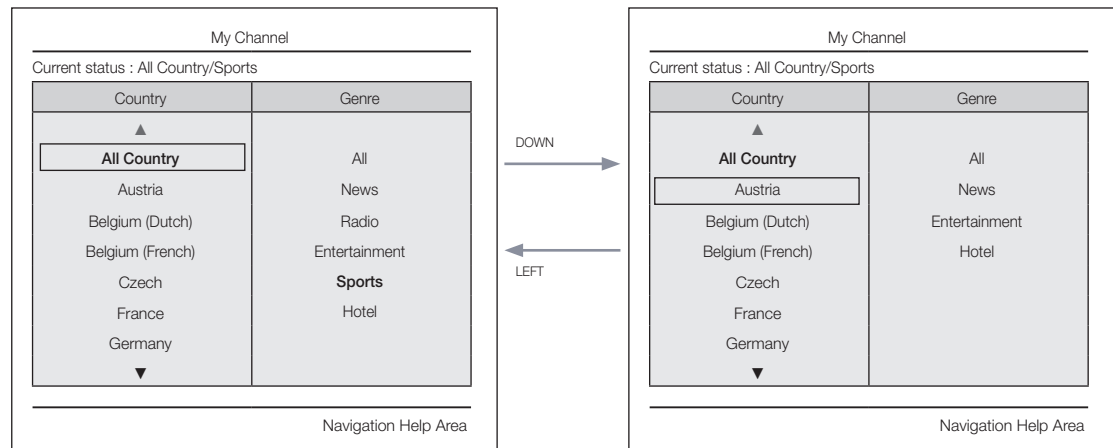 My Channel
Current status : All Country/Sports
Country Genre
▲
All Country All
Austria News
Belgium (Dutch) Radio
Belgium (French) Entertainment
Czech Sports
France Hotel
Germany
▼
Navigation Help Area
DOWN
LEFT
My Channel
Current status : All Country/Sports
Country Genre
▲
All Country All
Austria News
Belgium (Dutch) Entertainment
Belgium (French) Hotel
Czech
France
Germany
▼
Navigation Help Area